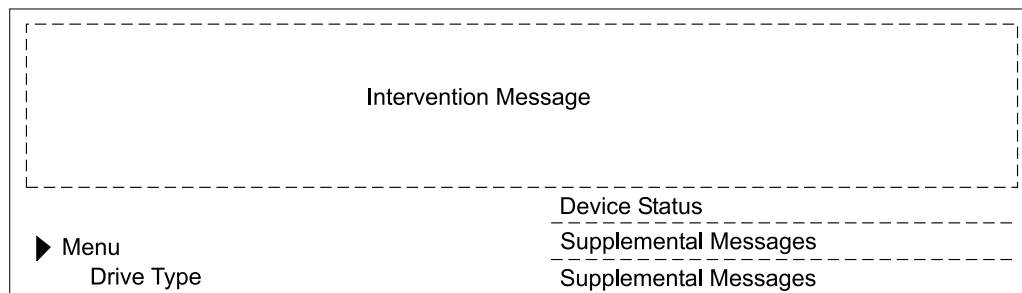 Intervention Message
Device Status
Menu
Supplemental Messages
Drive Type
Supplemental Messages